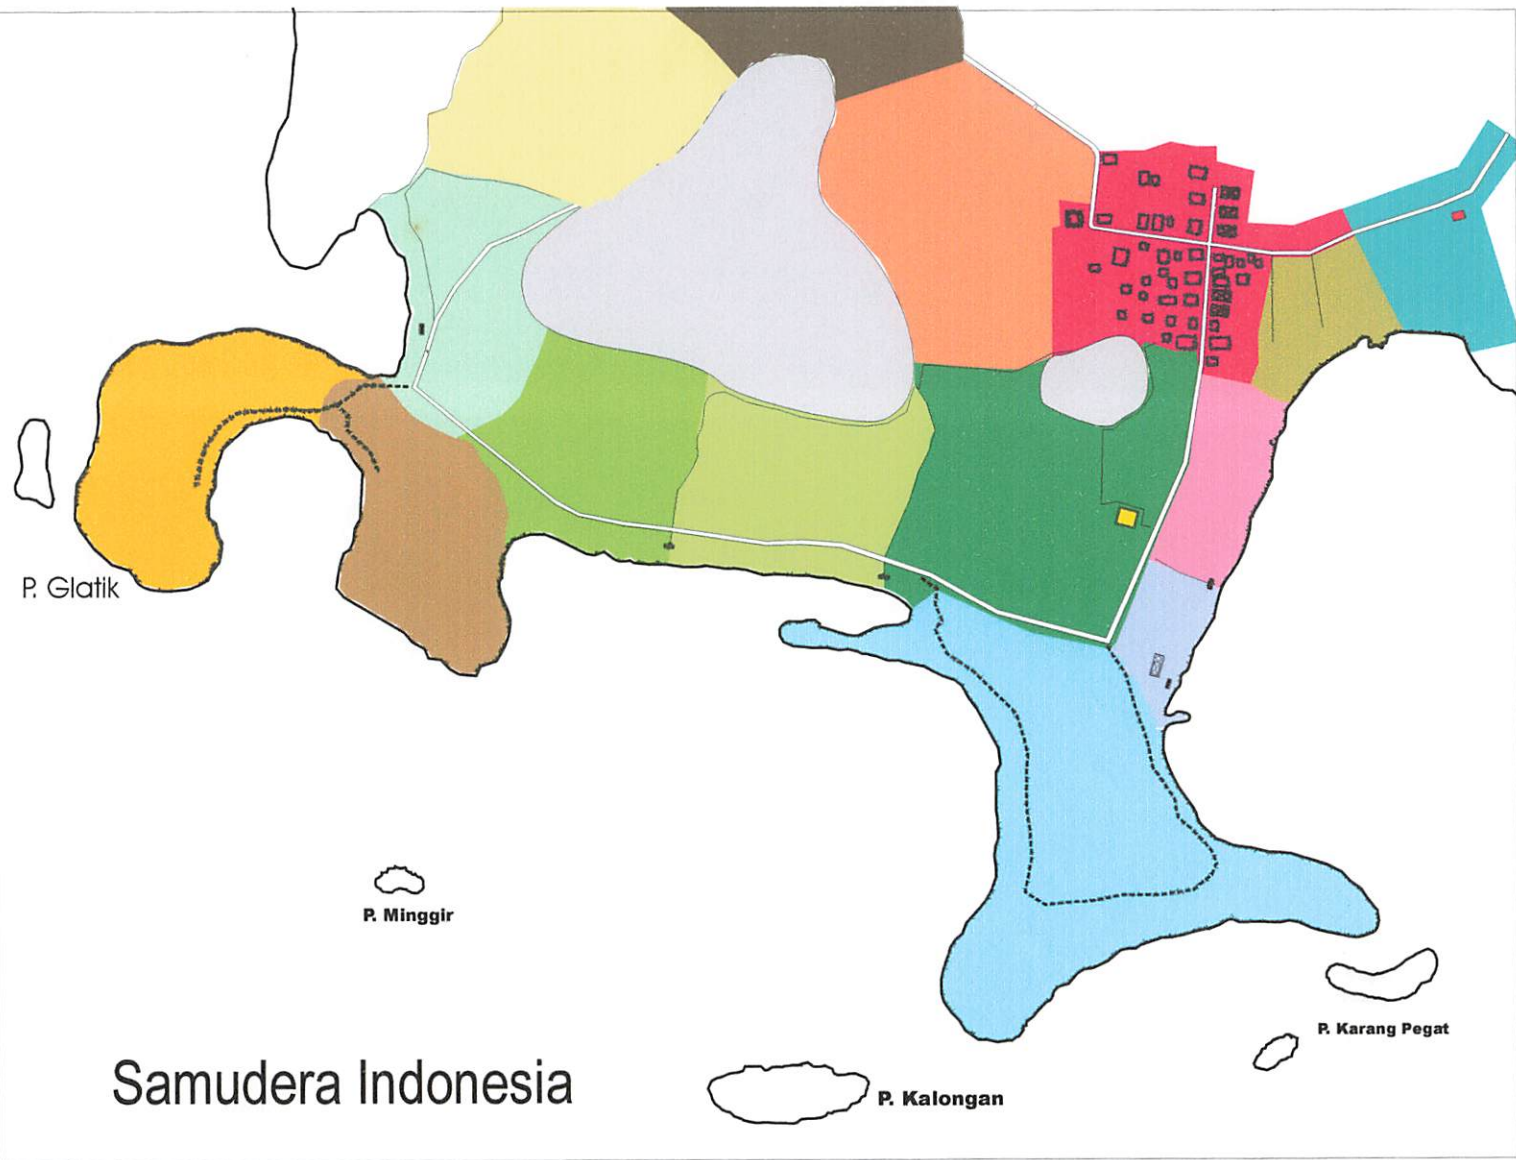 P. Glatik
P. Minggir
P. Karang Pegat
Samudera Indonesia
P. Kalongan